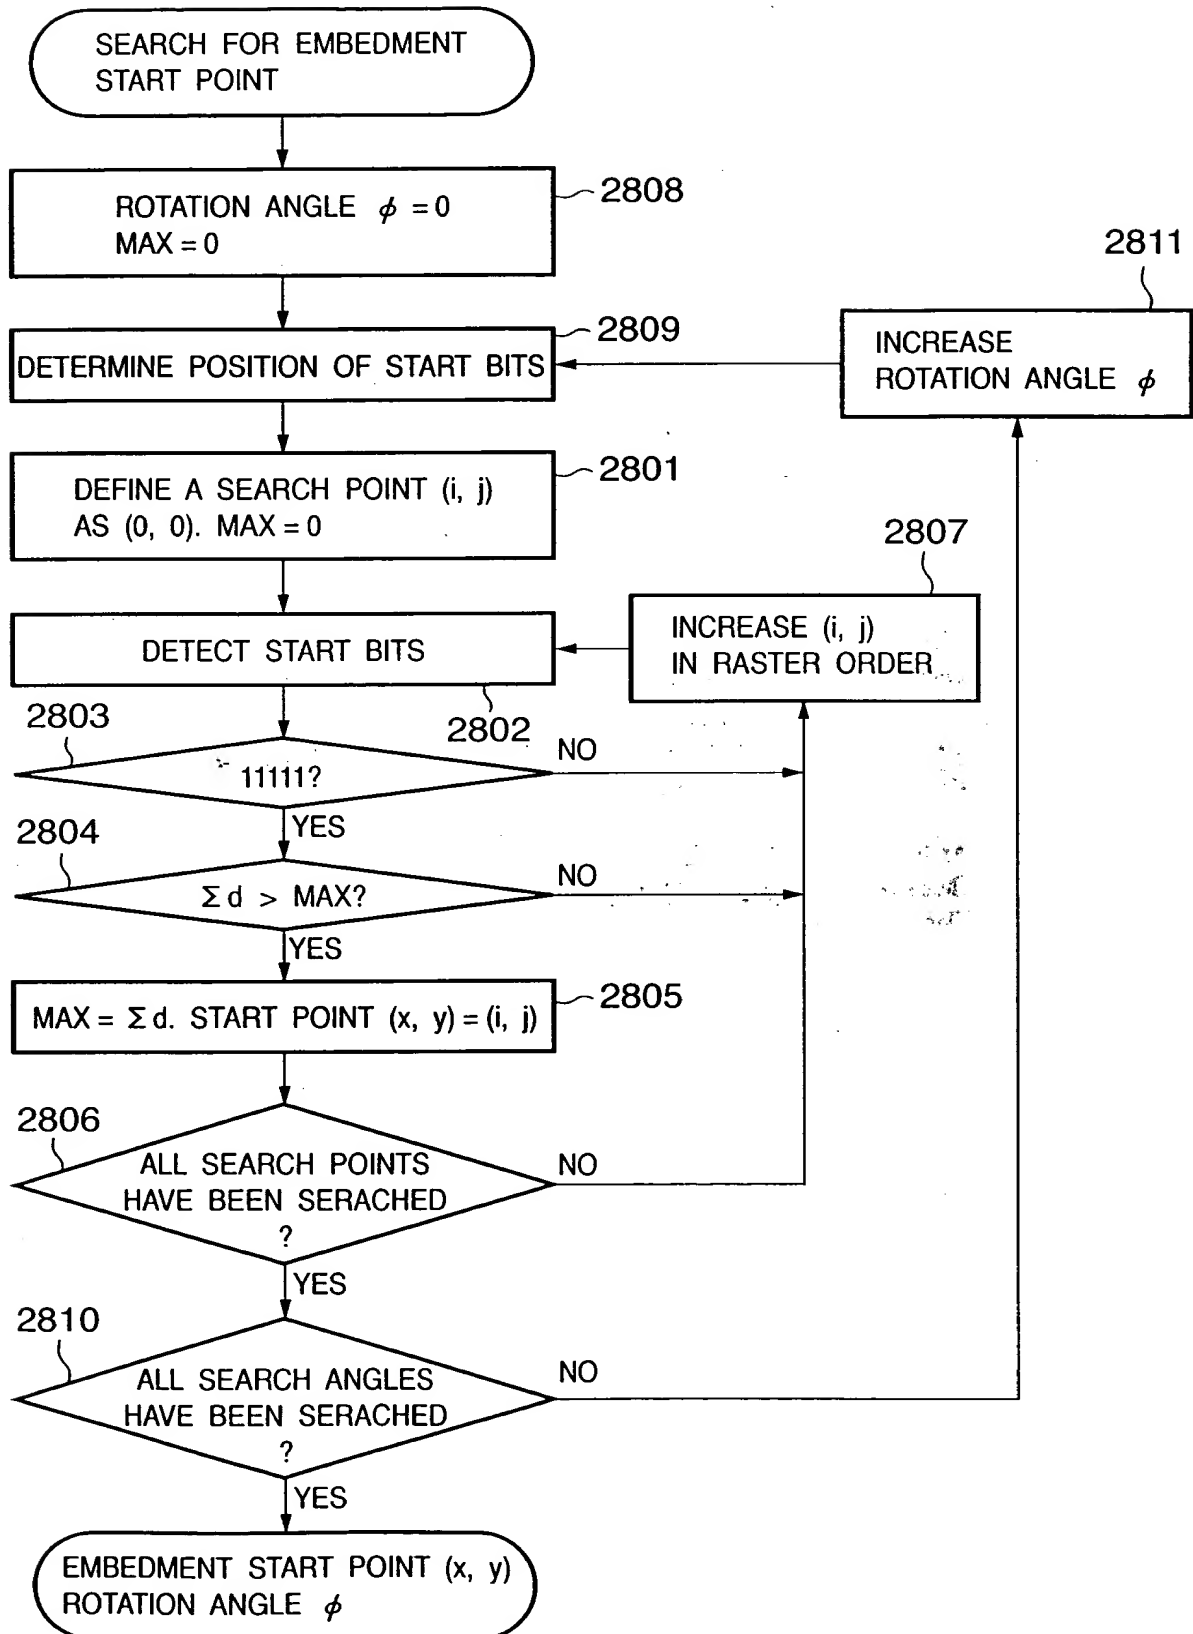 SEARCH FOR EMBEDMENT
START POINT
ROTATION ANGLE ϕ = 0
MAX = 0
2808
2811
DETERMINE POSITION OF START BITS
2809
INCREASE
ROTATION ANGLE ϕ
DEFINE A SEARCH POINT (i, j)
AS (0, 0). MAX = 0
2801
2807
DETECT START BITS
2802
INCREASE (i, j)
IN RASTER ORDER
2803
11111?
NO
YES
2804
Σ d > MAX?
NO
YES
MAX = Σ d. START POINT (x, y) = (i, j)
2805
2806
ALL SEARCH POINTS
HAVE BEEN SERACHED
?
NO
YES
2810
ALL SEARCH ANGLES
HAVE BEEN SERACHED
?
NO
YES
EMBEDMENT START POINT (x, y)
ROTATION ANGLE ϕ